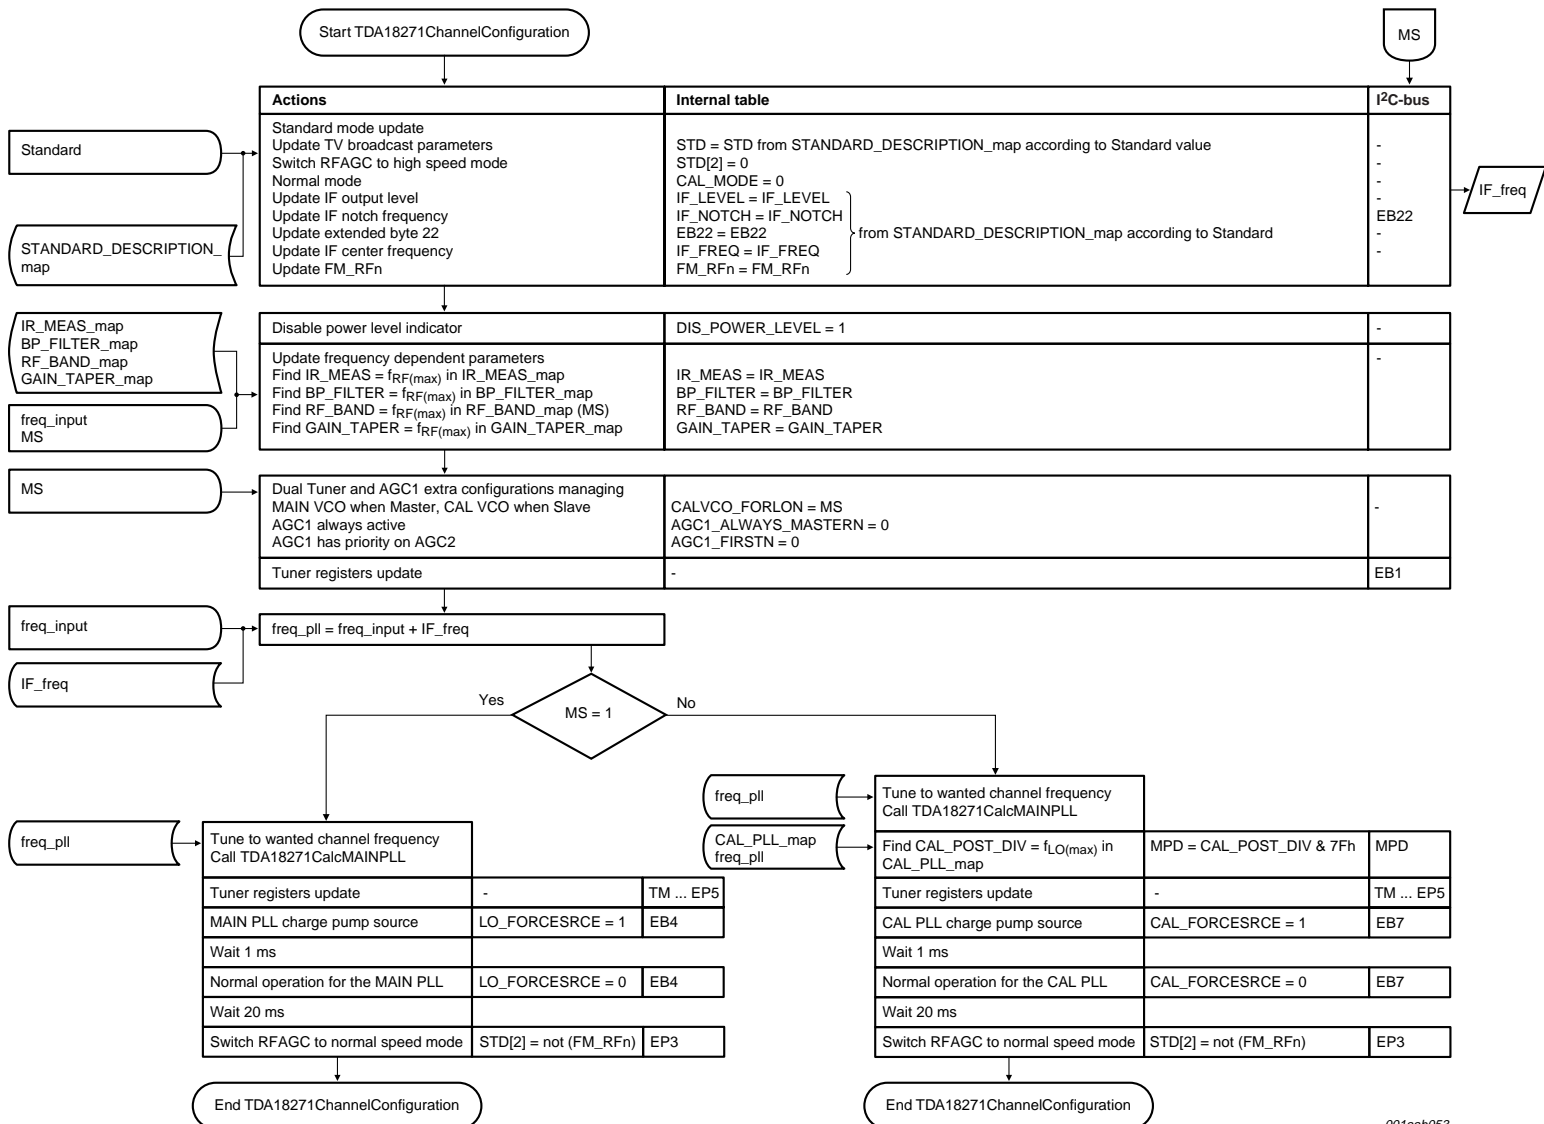 Start TDA18271ChannelConfiguration
MS
Actions Internal table I2C-bus
Standard
STANDARD_DESCRIPTION_
map
Standard mode update
Update TV broadcast parameters STD = STD from STANDARD_DESCRIPTION_map according to Standard value -
Switch RFAGC to high speed mode STD[2] = 0 -
Normal mode CAL_MODE = 0 -
Update IF output level IF_LEVEL = IF_LEVEL -
Update IF notch frequency IF_NOTCH = IF_NOTCH EB22
Update extended byte 22 EB22 = EB22 from STANDARD_DESCRIPTION_map according to Standard -
Update IF center frequency IF_FREQ = IF_FREQ -
Update FM_RFn FM_RFn = FM_RFn
IF_freq
IR_MEAS_map
BP_FILTER_map
RF_BAND_map
GAIN_TAPER_map
freq_input
MS
Disable power level indicator DIS_POWER_LEVEL = 1 -
Update frequency dependent parameters -
Find IR_MEAS = fRF(max) in IR_MEAS_map IR_MEAS = IR_MEAS
Find BP_FILTER = fRF(max) in BP_FILTER_map BP_FILTER = BP_FILTER
Find RF_BAND = fRF(max) in RF_BAND_map (MS) RF_BAND = RF_BAND
Find GAIN_TAPER = fRF(max) in GAIN_TAPER_map GAIN_TAPER = GAIN_TAPER
MS
Dual Tuner and AGC1 extra configurations managing
MAIN VCO when Master, CAL VCO when Slave CALVCO_FORLON = MS -
AGC1 always active AGC1_ALWAYS_MASTERN = 0
AGC1 has priority on AGC2 AGC1_FIRSTN = 0
Tuner registers update - EB1
freq_input
IF_freq
freq_pll = freq_input + IF_freq
Yes
MS = 1
No
freq_pll
Tune to wanted channel frequency
Call TDA18271CalcMAINPLL
Tuner registers update - TM ... EP5
MAIN PLL charge pump source LO_FORCESRCE = 1 EB4
Wait 1 ms
Normal operation for the MAIN PLL LO_FORCESRCE = 0 EB4
Wait 20 ms
Switch RFAGC to normal speed mode STD[2] = not (FM_RFn) EP3
End TDA18271ChannelConfiguration
freq_pll
CAL_PLL_map
freq_pll
Tune to wanted channel frequency
Call TDA18271CalcMAINPLL
Find CAL_POST_DIV = fLO(max) in MPD = CAL_POST_DIV & 7Fh MPD
CAL_PLL_map
Tuner registers update - TM ... EP5
CAL PLL charge pump source CAL_FORCESRCE = 1 EB7
Wait 1 ms
Normal operation for the CAL PLL CAL_FORCESRCE = 0 EB7
Wait 20 ms
Switch RFAGC to normal speed mode STD[2] = not (FM_RFn) EP3
End TDA18271ChannelConfiguration